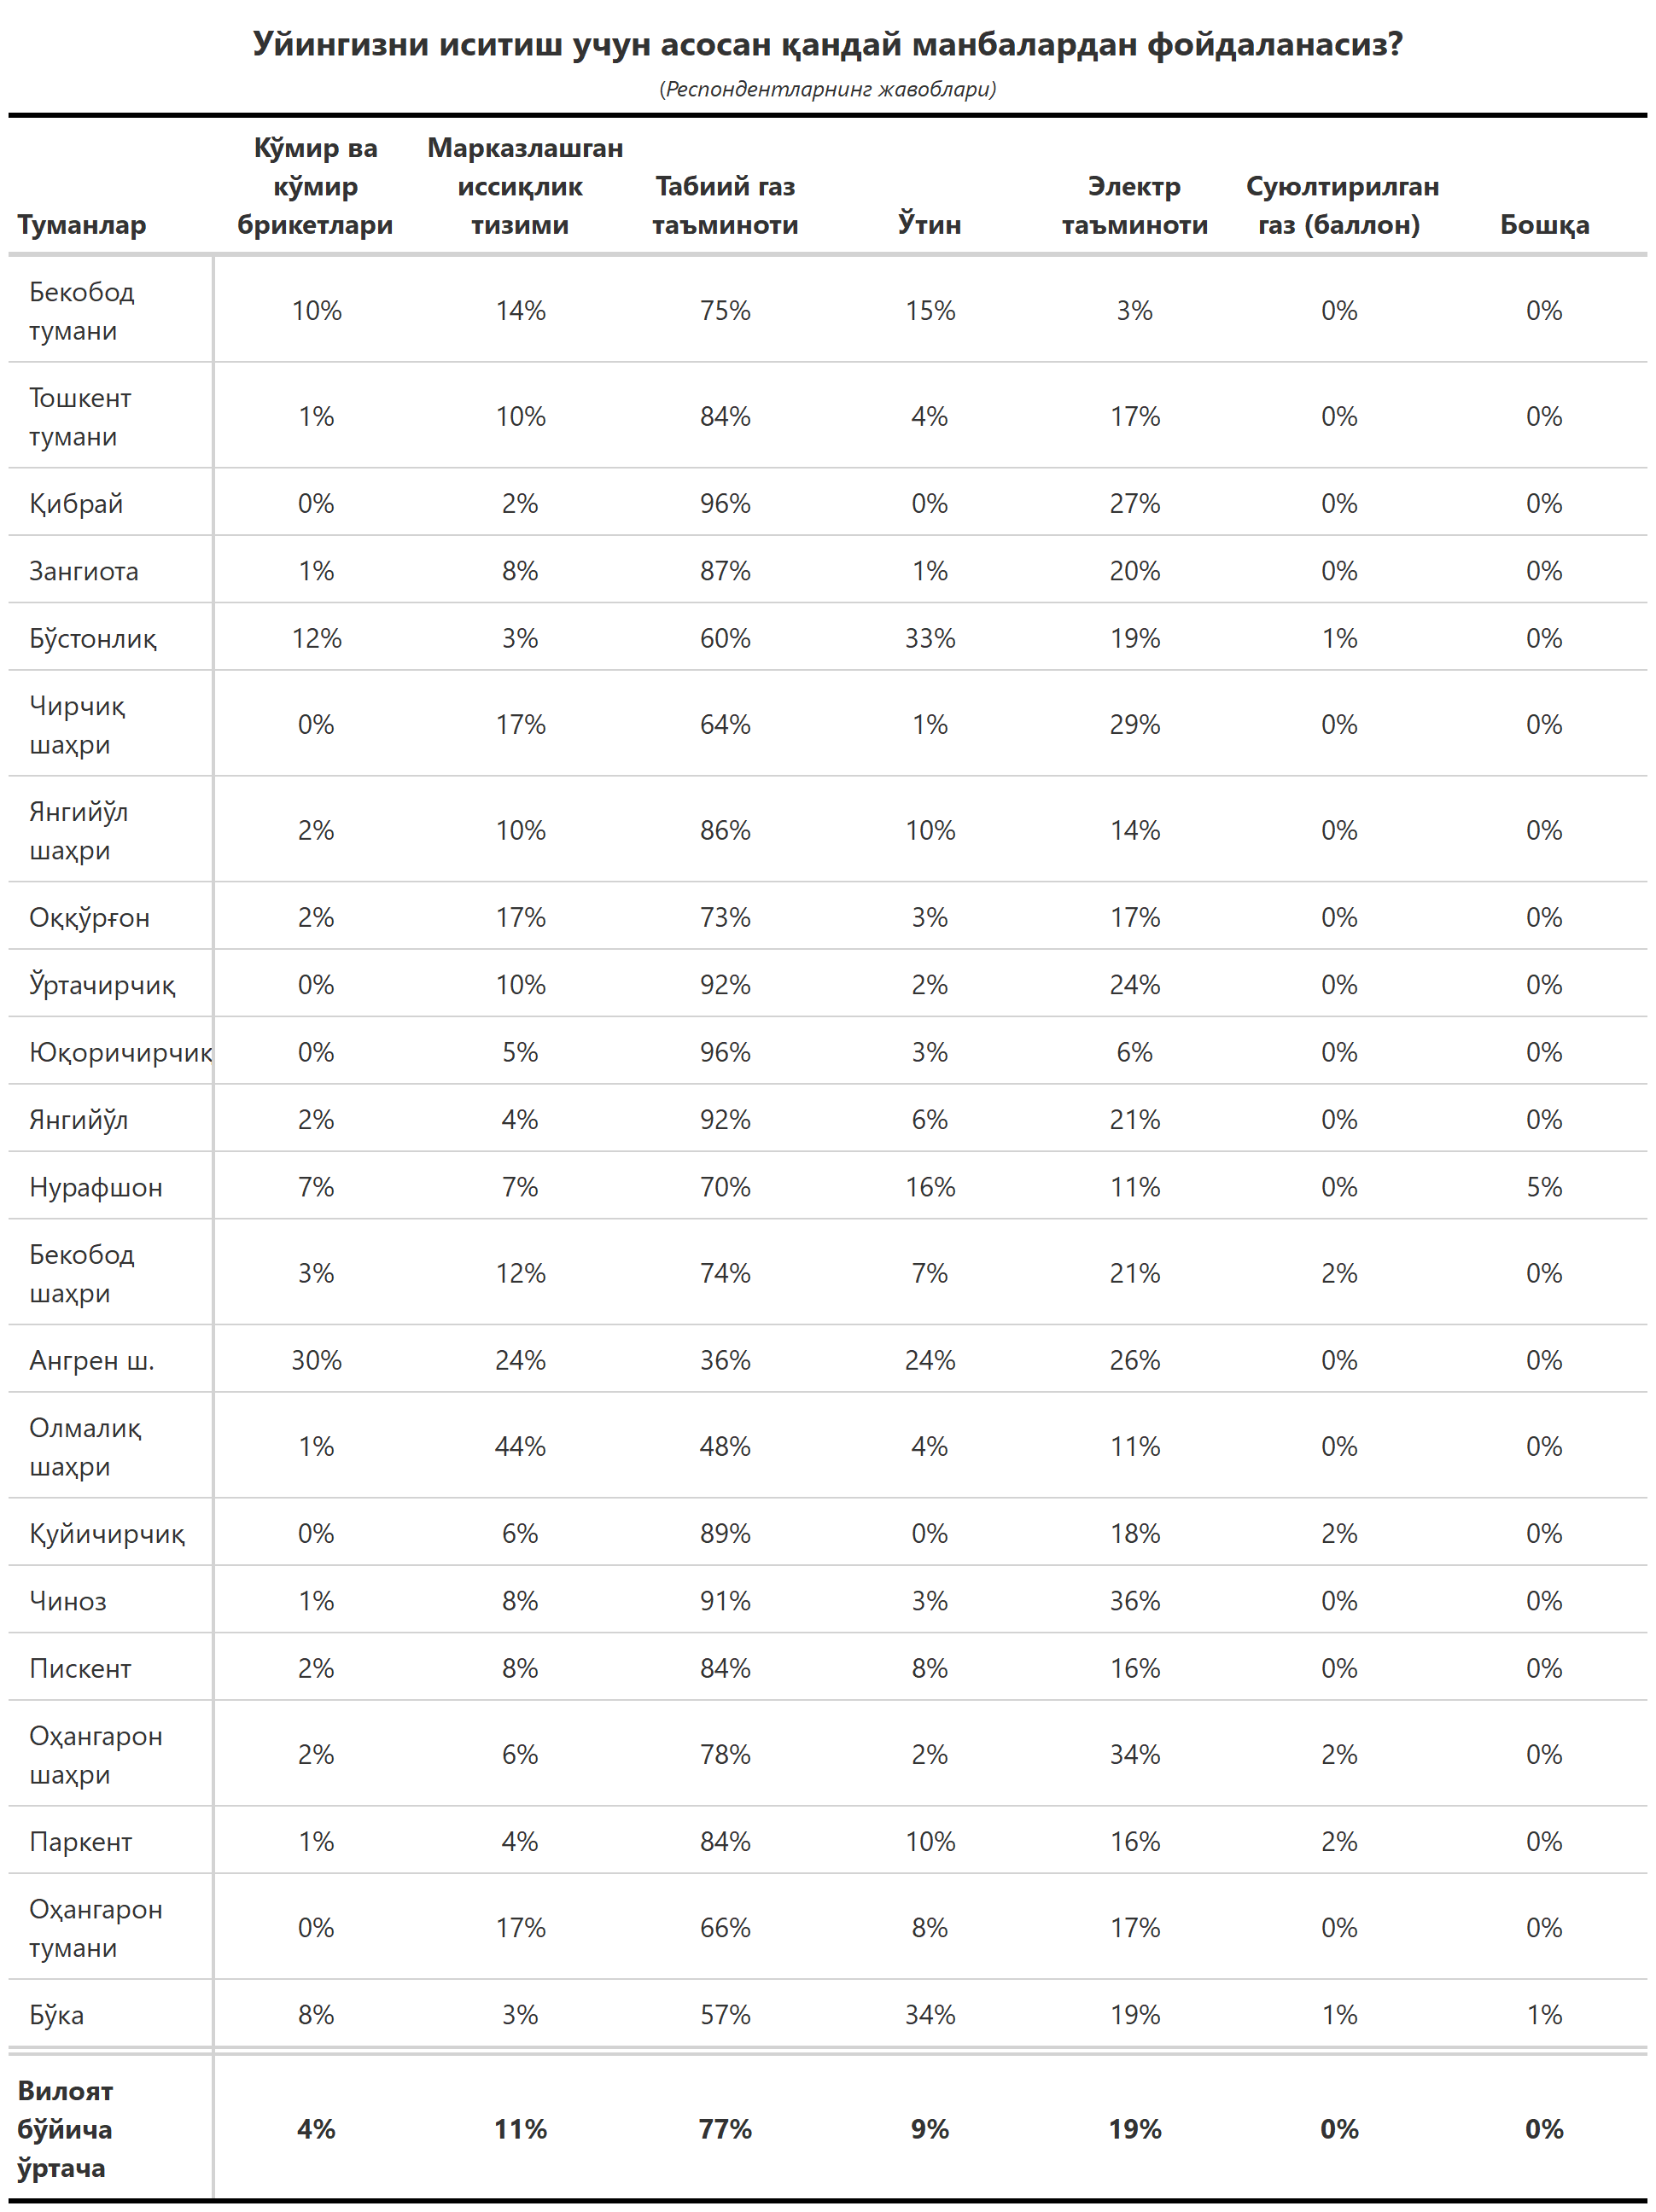 Уйингизни иситиш учун асосан қандай манбалардан фойдаланасиз?
(Респондентларнинг жавоблари)
Туманлар Кўмир ва кўмир брикетлари Марказлашган иссиқлик тизими Табиий газ таъминоти Ўтин Электр таъминоти Суюлтирилган газ (баллон) Бошқа
Бекобод тумани 10% 14% 75% 15% 3% 0% 0%
Тошкент тумани 1% 10% 84% 4% 17% 0% 0%
Қибрай 0% 2% 96% 0% 27% 0% 0%
Зангиота 1% 8% 87% 1% 20% 0% 0%
Бўстонлиқ 12% 3% 60% 33% 19% 1% 0%
Чирчиқ шаҳри 0% 17% 64% 1% 29% 0% 0%
Янгийўл шаҳри 2% 10% 86% 10% 14% 0% 0%
Оққўрғон 2% 17% 73% 3% 17% 0% 0%
Ўртачирчиқ 0% 10% 92% 2% 24% 0% 0%
Юқоричирчиқ 0% 5% 96% 3% 6% 0% 0%
Янгийўл 2% 4% 92% 6% 21% 0% 0%
Нурафшон 7% 7% 70% 16% 11% 0% 5%
Бекобод шаҳри 3% 12% 74% 7% 21% 2% 0%
Ангрен ш. 30% 24% 36% 24% 26% 0% 0%
Олмалиқ шаҳри 1% 44% 48% 4% 11% 0% 0%
Қуйичирчиқ 0% 6% 89% 0% 18% 2% 0%
Чиноз 1% 8% 91% 3% 36% 0% 0%
Пискент 2% 8% 84% 8% 16% 0% 0%
Оҳангарон шаҳри 2% 6% 78% 2% 34% 2% 0%
Паркент 1% 4% 84% 10% 16% 2% 0%
Оҳангарон тумани 0% 17% 66% 8% 17% 0% 0%
Бўка 8% 3% 57% 34% 19% 1% 1%
Вилоят бўйича ўртача 4% 11% 77% 9% 19% 0% 0%